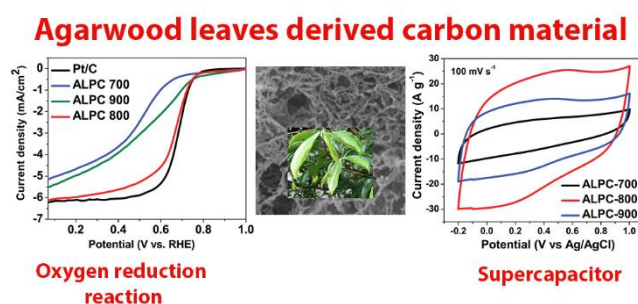 Agarwood leaves derived carbon material
Pt/C
ALPC 700
ALPC 900
ALPC 800
Current density (mA/cm²)
0
-1
-2
-3
-4
-5
-6
-7
0.4 0.6 0.8 1.0
Potential (V vs. RHE)
Oxygen reduction
reaction
100 mV s⁻¹
Current density (A g⁻¹)
30
20
10
0
-10
-20
-30
ALPC-700
ALPC-800
ALPC-900
-0.2 0.0 0.2 0.4 0.6 0.8 1.0
Potential (V vs Ag/AgCl)
Supercapacitor